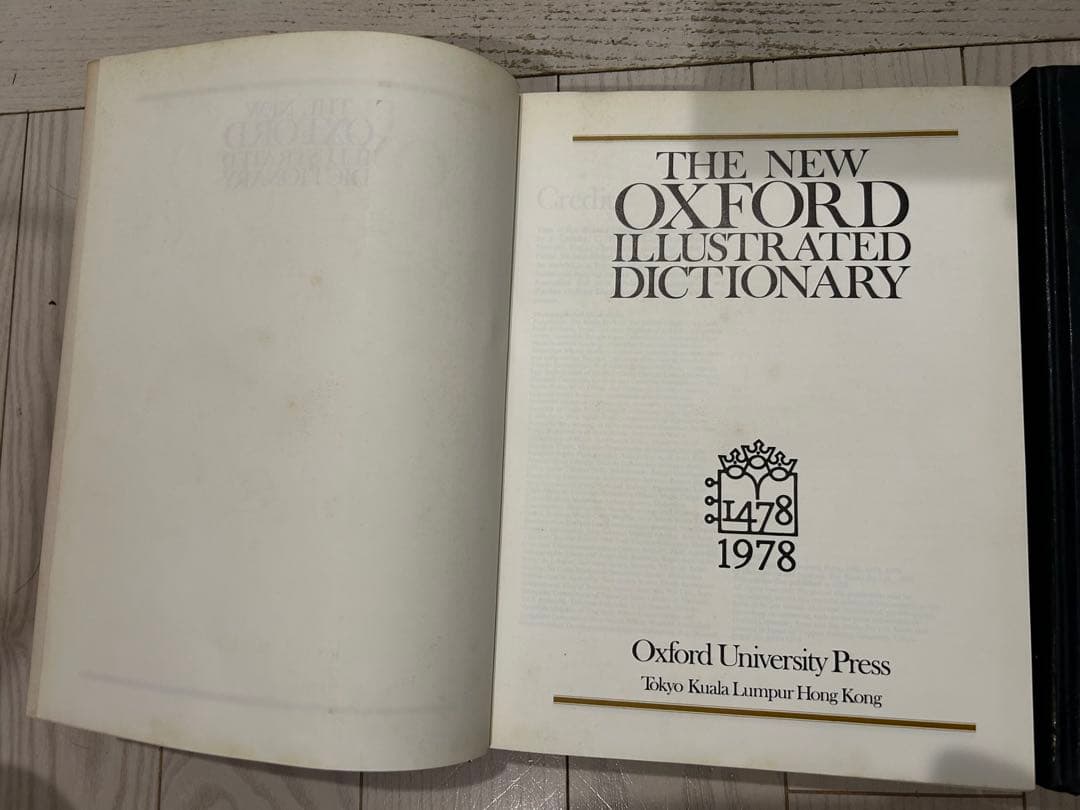 THE NEW
OXFORD
ILLUSTRATED
DICTIONARY
1478
1978
Oxford University Press
Tokyo Kuala Lumpur Hong Kong